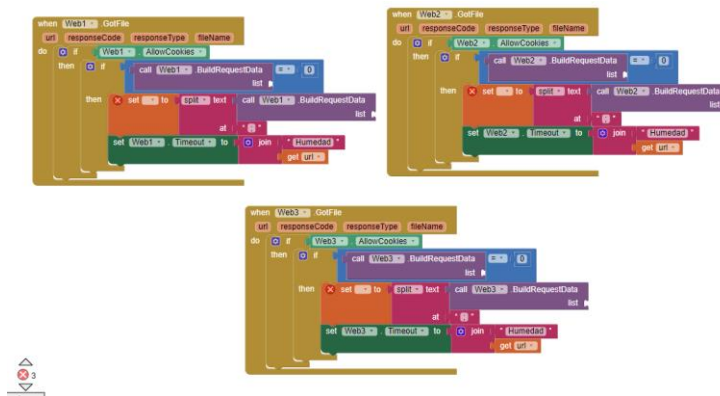 when Web1 .GotFile
url responseCode responseType fileName
do if Web1 . AllowCookies
then if call Web1 .BuildRequestData = 0
list
then set to split text call Web1 .BuildRequestData
list
at " "
set Web1 . Timeout to join " Humedad "
get url
when Web2 .GotFile
url responseCode responseType fileName
do if Web2 . AllowCookies
then if call Web2 .BuildRequestData = 0
list
then set to split text call Web2 .BuildRequestData
list
at " "
set Web2 . Timeout to join " Humedad "
get url
when Web3 .GotFile
url responseCode responseType fileName
do if Web3 . AllowCookies
then if call Web3 .BuildRequestData = 0
list
then set to split text call Web3 .BuildRequestData
list
at " "
set Web3 . Timeout to join " Humedad "
get url
3